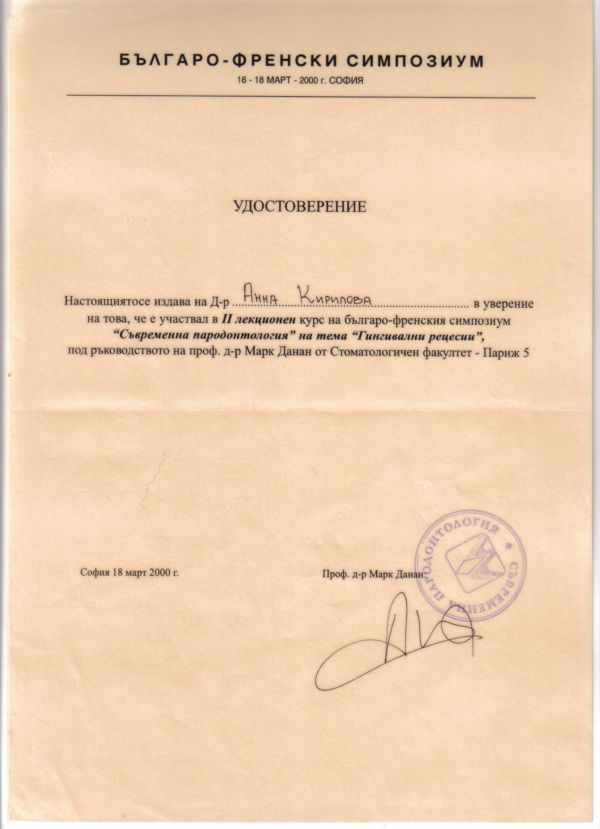 БЪЛГАРО-ФРЕНСКИ СИМПОЗИУМ
16 - 18 МАРТ - 2000 г. СОФИЯ
УДОСТОВЕРЕНИЕ
Настоящиятосе издава на Д-р Анна Кирилова в уверение
на това, че е участвал в II лекционен курс на българо-френския симпозиум
“Съвременна пародонтология” на тема “Гингивални рецесии”,
под ръководството на проф. д-р Марк Данан от Стоматологичен факултет - Париж 5
София 18 март 2000 г.
Проф. д-р Марк Данан:
СЪВРЕМЕННА ПАРОДОНТОЛОГИЯ